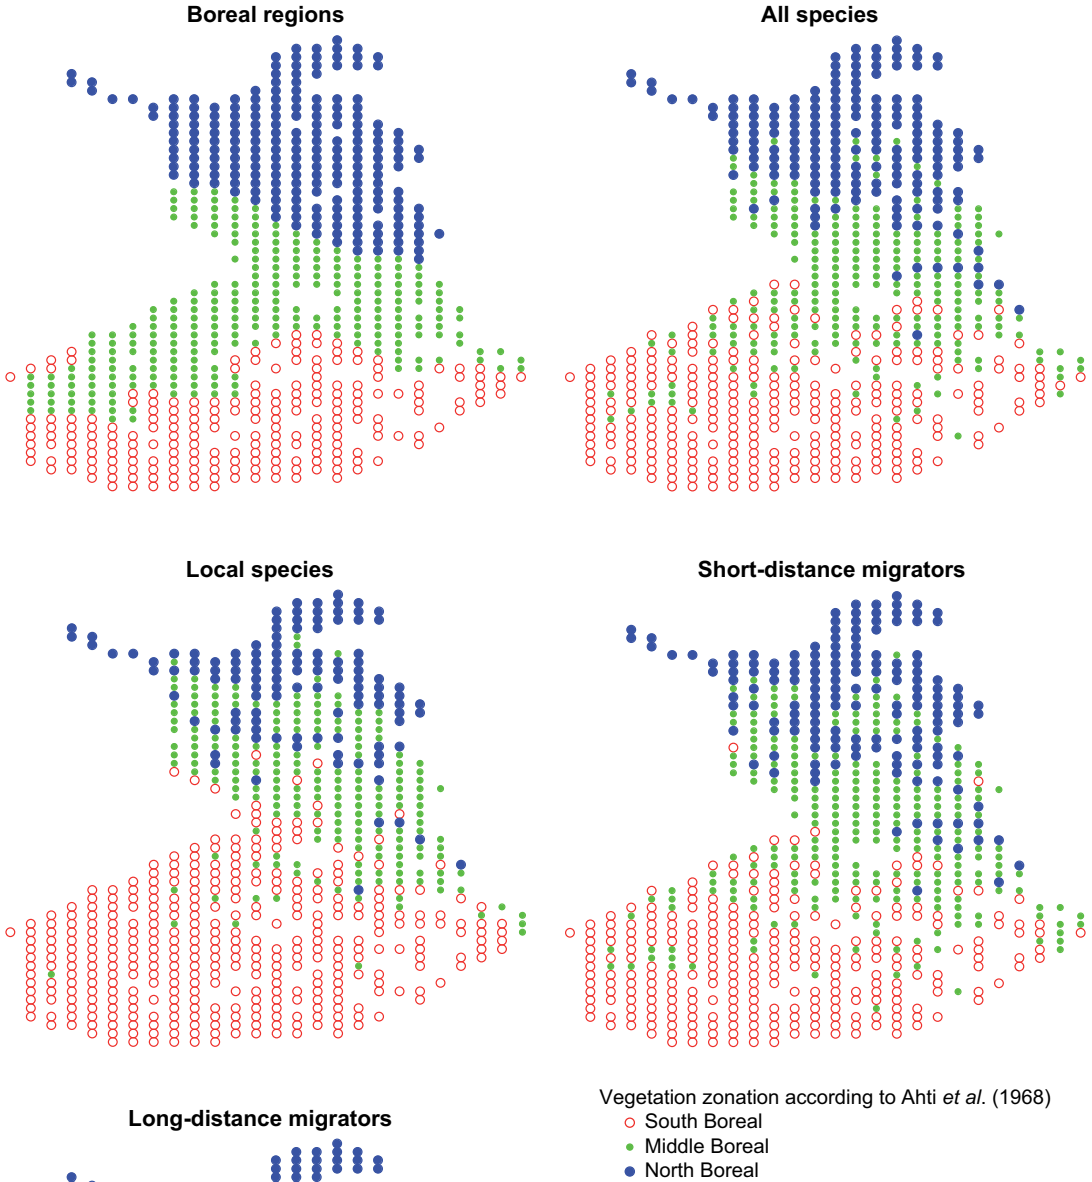 Boreal regions
All species
Local species
Short-distance migrators
Long-distance migrators
Vegetation zonation according to Ahti et al. (1968)
South Boreal
Middle Boreal
North Boreal